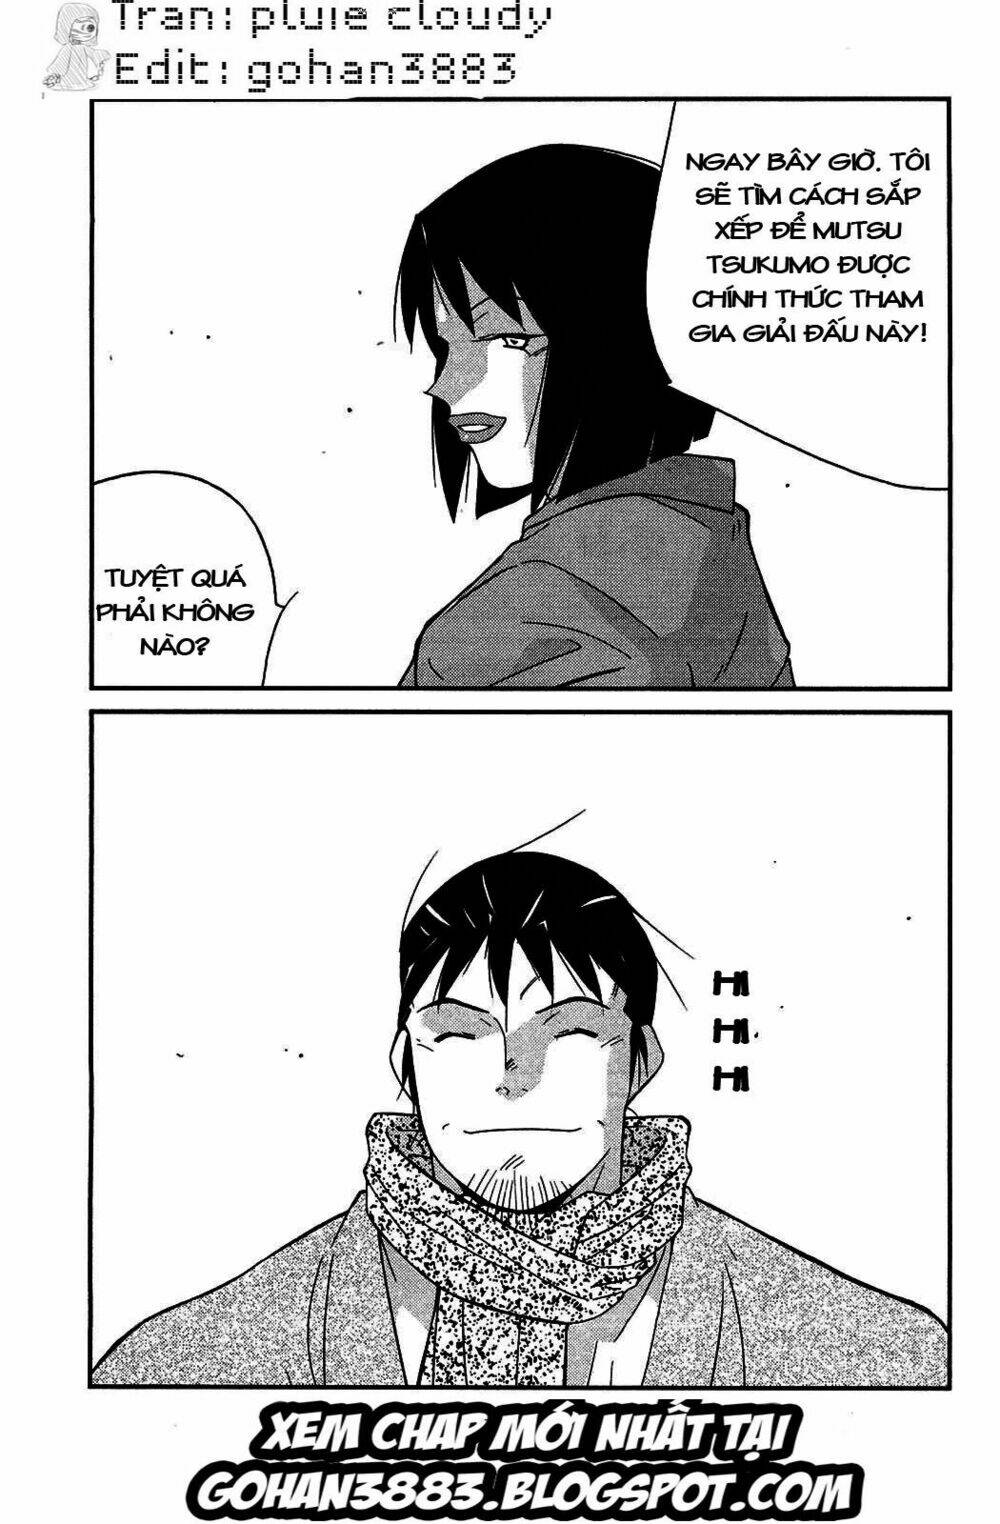 Tran: pluie cloudy
Edit: gohan3883
NGAY BÂY GIỜ. TÔI
SẼ TÌM CÁCH SẮP
XẾP ĐỂ MUTSU
TSUKUMO ĐƯỢC
CHÍNH THỨC THAM
GIA GIẢI ĐẤU NÀY!
TUYỆT QUÁ
PHẢI KHÔNG
NÀO?
HI
HI
HI
XEM CHAP MỚI NHẤT TẠI
GOHAN3883.BLOGSPOT.COM